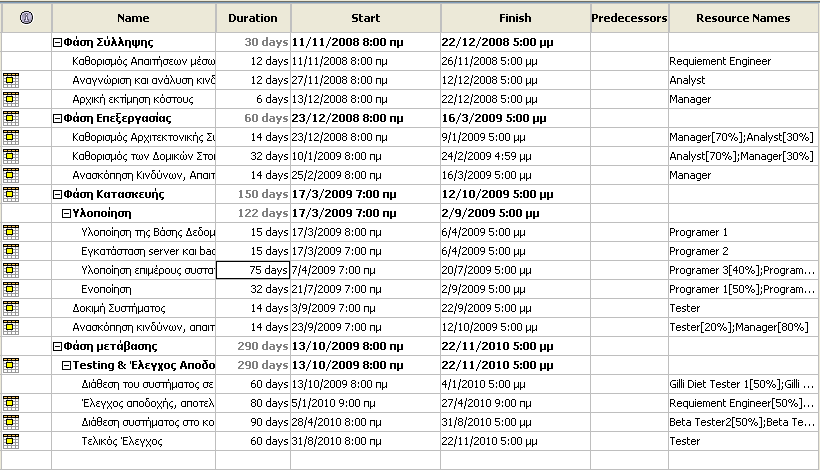 Name Duration Start Finish Predecessors Resource Names
Φάση Σύλληψης 30 days 11/11/2008 8:00 πμ 22/12/2008 5:00 μμ
Καθορισμός Απαιτήσεων μέσω 12 days 11/11/2008 8:00 πμ 26/11/2008 5:00 μμ Requiement Engineer
Αναγνώριση και ανάλυση κινδ 12 days 27/11/2008 8:00 πμ 12/12/2008 5:00 μμ Analyst
Αρχική εκτίμηση κόστους 6 days 13/12/2008 8:00 πμ 22/12/2008 5:00 μμ Manager
Φάση Επεξεργασίας 60 days 23/12/2008 8:00 πμ 16/3/2009 5:00 μμ
Καθορισμός Αρχιτεκτονικής Συ 14 days 23/12/2008 8:00 πμ 9/1/2009 5:00 μμ Manager[70%];Analyst[30%]
Καθορισμός των Δομικών Στοι 32 days 10/1/2009 8:00 πμ 24/2/2009 4:59 μμ Analyst[70%];Manager[30%]
Ανασκόπηση Κινδύνων, Απαιτ 14 days 25/2/2009 8:00 πμ 16/3/2009 5:00 μμ Manager
Φάση Κατασκευής 150 days 17/3/2009 7:00 πμ 12/10/2009 5:00 μμ
Υλοποίηση 122 days 17/3/2009 7:00 πμ 2/9/2009 5:00 μμ
Υλοποίηση της Βάσης Δεδομ 15 days 17/3/2009 8:00 πμ 6/4/2009 5:00 μμ Programer 1
Εγκατάσταση server και bac 15 days 17/3/2009 7:00 πμ 6/4/2009 5:00 μμ Programer 2
Υλοποίηση επιμέρους συστα 75 days 7/4/2009 7:00 πμ 20/7/2009 5:00 μμ Programer 3[40%];Program...
Ενοποίηση 32 days 21/7/2009 7:00 πμ 2/9/2009 5:00 μμ Programer 1[50%];Program...
Δοκιμή Συστήματος 14 days 3/9/2009 7:00 πμ 22/9/2009 5:00 μμ Tester
Ανασκόπηση κινδύνων, απαιτ 14 days 23/9/2009 7:00 πμ 12/10/2009 5:00 μμ Tester[20%];Manager[80%]
Φάση μετάβασης 290 days 13/10/2009 8:00 πμ 22/11/2010 5:00 μμ
Testing & Έλεγχος Αποδο 290 days 13/10/2009 8:00 πμ 22/11/2010 5:00 μμ
Διάθεση του συστήματος σε 60 days 13/10/2009 8:00 πμ 4/1/2010 5:00 μμ Gilli Diet Tester 1[50%];Gilli ...
Έλεγχος αποδοχής, αποτελ 80 days 5/1/2010 9:00 πμ 27/4/2010 9:00 πμ Requiement Engineer[50%]...
Διάθεση συστήματος στο κο 90 days 28/4/2010 8:00 πμ 31/8/2010 5:00 μμ Beta Tester2[50%];Beta Te...
Τελικός Έλεγχος 60 days 31/8/2010 8:00 πμ 22/11/2010 5:00 μμ Tester